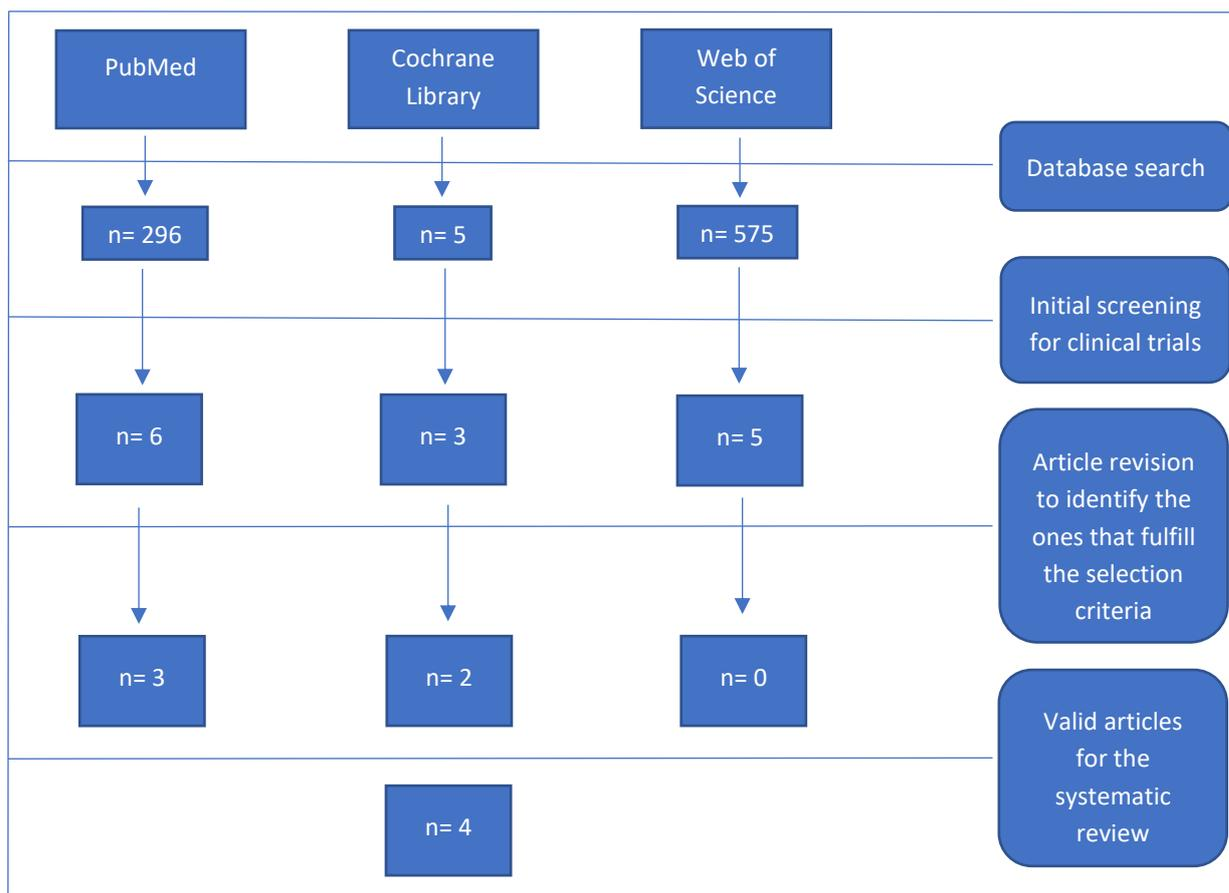 PubMed
Cochrane
Library
Web of
Science
Database search
n= 296
n= 5
n= 575
Initial screening
for clinical trials
n= 6
n= 3
n= 5
Article revision
to identify the
ones that fulfill
the selection
criteria
n= 3
n= 2
n= 0
Valid articles
for the
systematic
review
n= 4